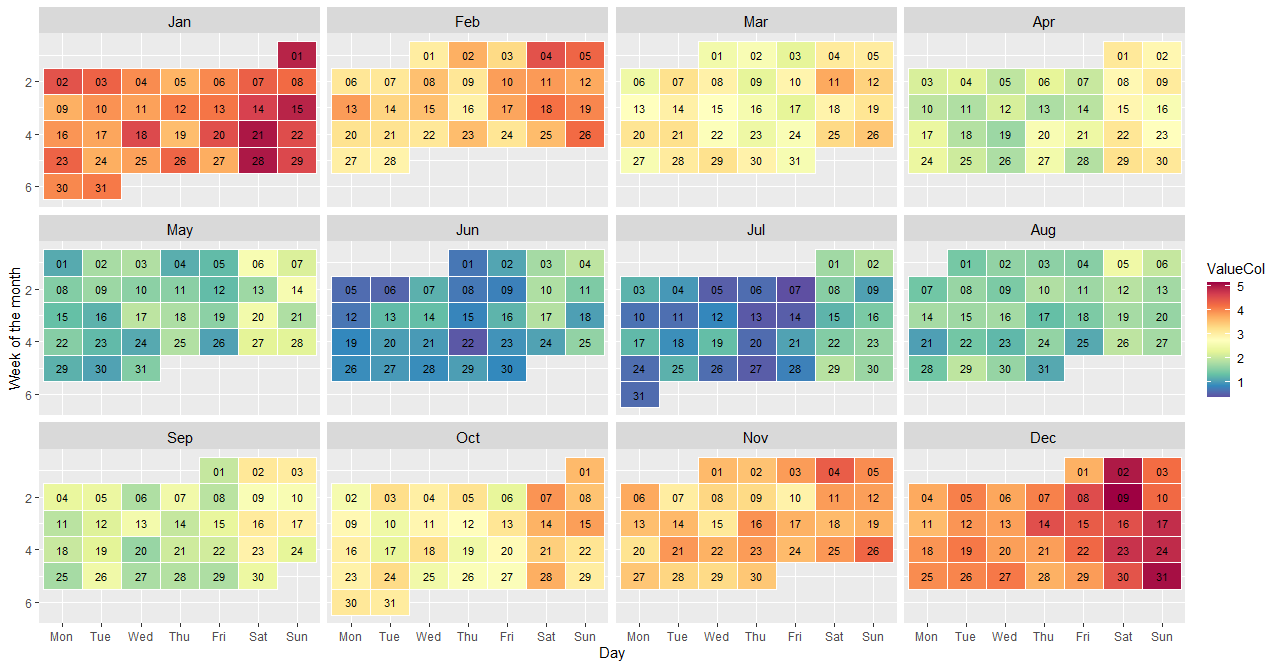 Jan Feb Mar Apr
01 01 02 03 04 05 01 02 03 04 05 01 02
2 02 03 04 05 06 07 08 06 07 08 09 10 11 12 06 07 08 09 10 11 12 03 04 05 06 07 08 09
09 10 11 12 13 14 15 13 14 15 16 17 18 19 13 14 15 16 17 18 19 10 11 12 13 14 15 16
4 16 17 18 19 20 21 22 20 21 22 23 24 25 26 20 21 22 23 24 25 26 17 18 19 20 21 22 23
23 24 25 26 27 28 29 27 28 27 28 29 30 31 24 25 26 27 28 29 30
6 30 31
May Jun Jul Aug
01 02 03 04 05 06 07 01 02 03 04 01 02 01 02 03 04 05 06
2 08 09 10 11 12 13 14 05 06 07 08 09 10 11 03 04 05 06 07 08 09 07 08 09 10 11 12 13
15 16 17 18 19 20 21 12 13 14 15 16 17 18 10 11 12 13 14 15 16 14 15 16 17 18 19 20
4 22 23 24 25 26 27 28 19 20 21 22 23 24 25 17 18 19 20 21 22 23 21 22 23 24 25 26 27
29 30 31 26 27 28 29 30 24 25 26 27 28 29 30 28 29 30 31
6 31
Sep Oct Nov Dec
01 02 03 01 01 02 03 04 05 01 02 03
2 04 05 06 07 08 09 10 02 03 04 05 06 07 08 06 07 08 09 10 11 12 04 05 06 07 08 09 10
11 12 13 14 15 16 17 09 10 11 12 13 14 15 13 14 15 16 17 18 19 11 12 13 14 15 16 17
4 18 19 20 21 22 23 24 16 17 18 19 20 21 22 20 21 22 23 24 25 26 18 19 20 21 22 23 24
25 26 27 28 29 30 23 24 25 26 27 28 29 27 28 29 30 25 26 27 28 29 30 31
6 30 31
Mon Tue Wed Thu Fri Sat Sun Mon Tue Wed Thu Fri Sat Sun Mon Tue Wed Thu Fri Sat Sun Mon Tue Wed Thu Fri Sat Sun
Day
Week of the month
ValueCol
5
4
3
2
1